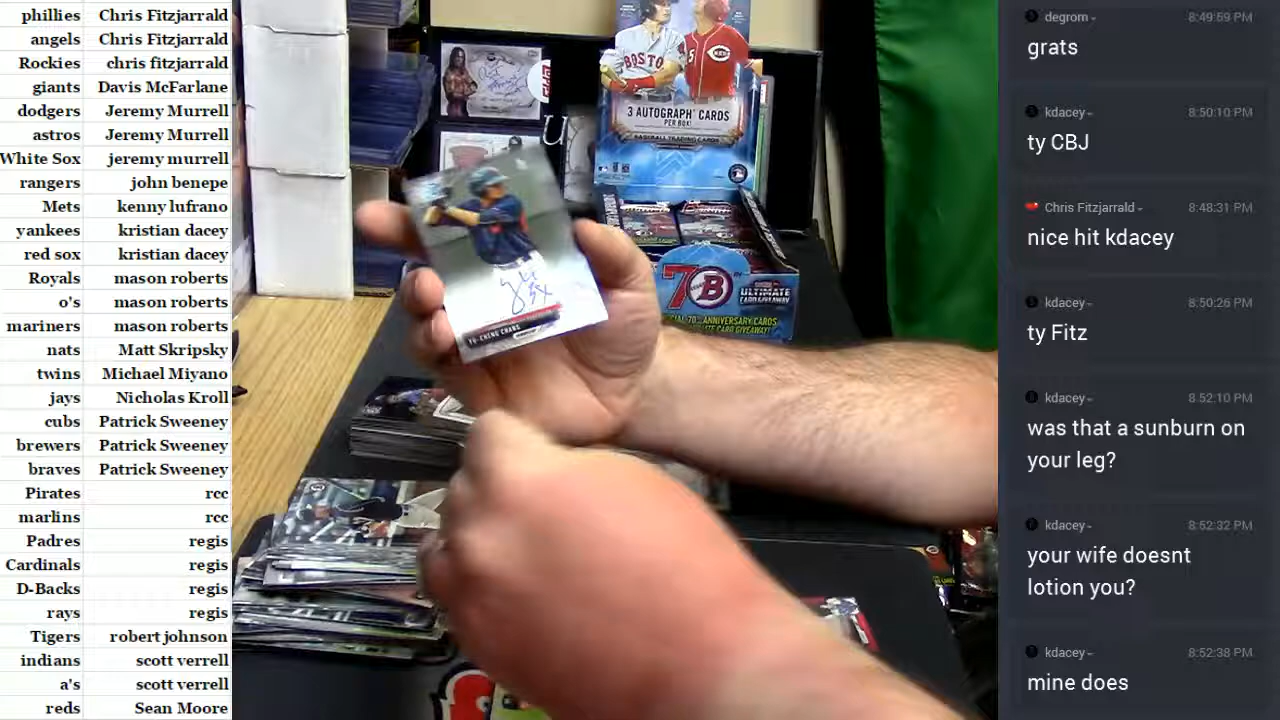 phillies Chris Fitzjarrald
angels Chris Fitzjarrald
Rockies chris fitzjarrald
giants Davis McFarlane
dodgers Jeremy Murrell
astros Jeremy Murrell
White Sox jeremy murrell
rangers john benepe
Mets kenny lufrano
yankees kristian dacey
red sox kristian dacey
Royals mason roberts
o's mason roberts
mariners mason roberts
nats Matt Skripsky
twins Michael Miyano
jays Nicholas Kroll
cubs Patrick Sweeney
brewers Patrick Sweeney
braves Patrick Sweeney
Pirates rcc
marlins rcc
Padres regis
Cardinals regis
D-Backs regis
rays regis
Tigers robert johnson
indians scott verrell
a's scott verrell
reds Sean Moore
BOSTON
3 AUTOGRAPH CARDS
PER BOX!
BASEBALL TRADING CARDS
U
YU-CHENG CHANG
70 B
ULTIMATE
CARD GIVEAWAY
70TH ANNIVERSARY CARDS
CARD GIVEAWAY!
degrom 8:49:59 PM
grats
kdacey 8:50:10 PM
ty CBJ
Chris Fitzjarrald 8:48:31 PM
nice hit kdacey
kdacey 8:50:26 PM
ty Fitz
kdacey 8:52:10 PM
was that a sunburn on
your leg?
kdacey 8:52:32 PM
your wife doesnt
lotion you?
kdacey 8:52:38 PM
mine does